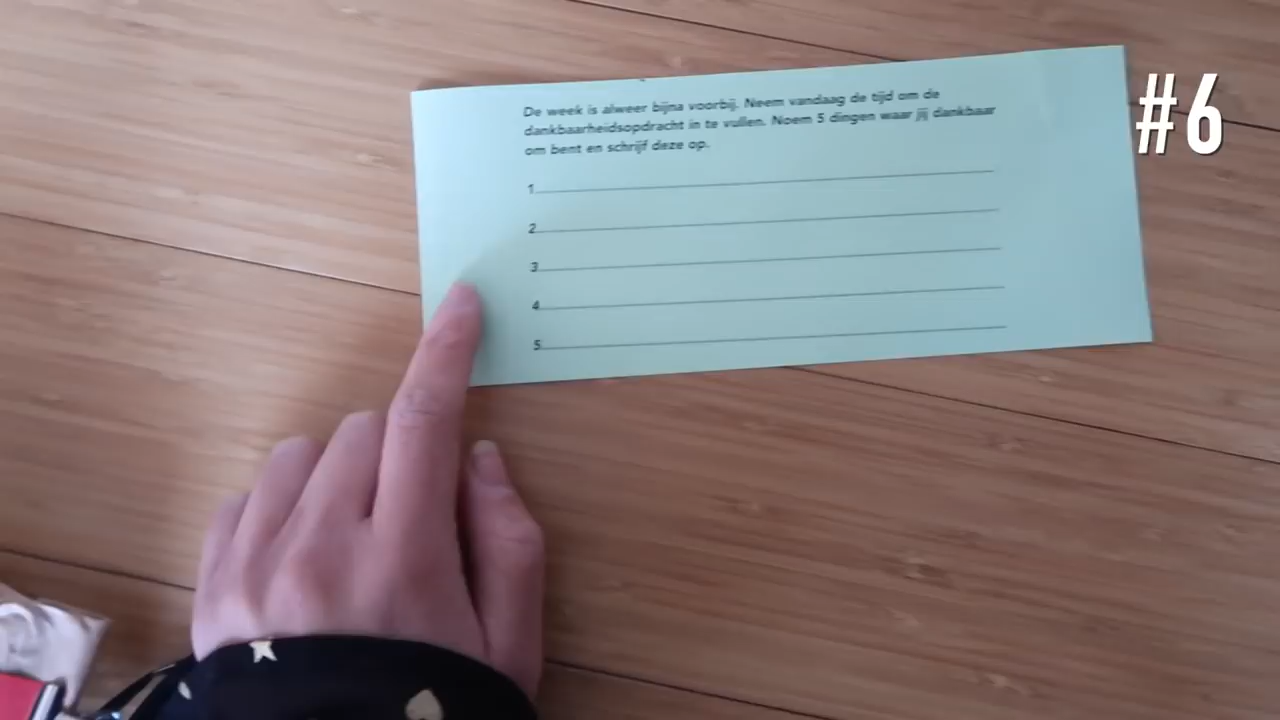 De week is alweer bijna voorbij. Neem vandaag de tijd om de
dankbaarheidsopdracht in te vullen. Noem 5 dingen waar jij dankbaar
om bent en schrijf deze op.
1
2
3
4
5
#6